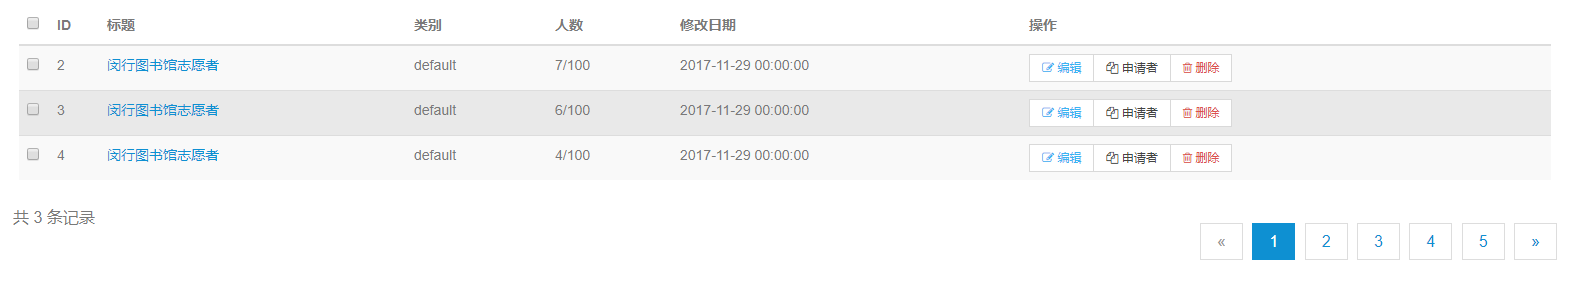 ID 标题 类别 人数 修改日期 操作
2 闵行图书馆志愿者 default 7/100 2017-11-29 00:00:00 编辑 申请者 删除
3 闵行图书馆志愿者 default 6/100 2017-11-29 00:00:00 编辑 申请者 删除
4 闵行图书馆志愿者 default 4/100 2017-11-29 00:00:00 编辑 申请者 删除
共 3 条记录
« 1 2 3 4 5 »